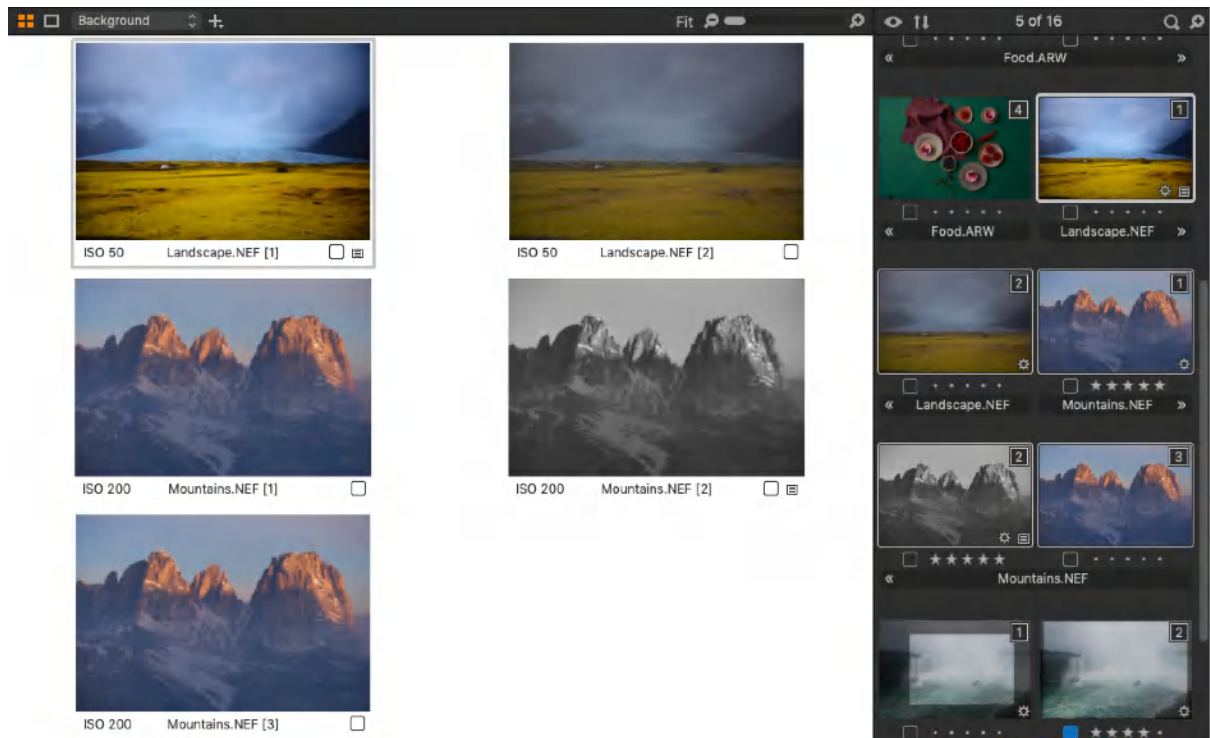 Background
Fit
5 of 16
Food.ARW
4
1
Food.ARW
Landscape.NEF
2
1
Landscape.NEF
Mountains.NEF
2
3
Mountains.NEF
1
2
ISO 50 Landscape.NEF [1]
ISO 50 Landscape.NEF [2]
ISO 200 Mountains.NEF [1]
ISO 200 Mountains.NEF [2]
ISO 200 Mountains.NEF [3]